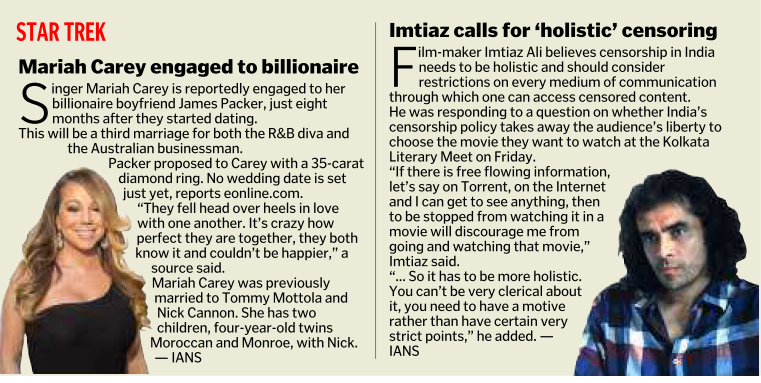 STAR TREK
Mariah Carey engaged to billionaire
Singer Mariah Carey is reportedly engaged to her
billionaire boyfriend James Packer, just eight
months after they started dating.
This will be a third marriage for both the R&B diva and
the Australian businessman.
Packer proposed to Carey with a 35-carat
diamond ring. No wedding date is set
just yet, reports eonline.com.
“They fell head over heels in love
with one another. It’s crazy how
perfect they are together, they both
know it and couldn’t be happier,” a
source said.
Mariah Carey was previously
married to Tommy Mottola and
Nick Cannon. She has two
children, four-year-old twins
Moroccan and Monroe, with Nick.
— IANS
Imtiaz calls for ‘holistic’ censoring
Film-maker Imtiaz Ali believes censorship in India
needs to be holistic and should consider
restrictions on every medium of communication
through which one can access censored content.
He was responding to a question on whether India’s
censorship policy takes away the audience’s liberty to
choose the movie they want to watch at the Kolkata
Literary Meet on Friday.
“If there is free flowing information,
let’s say on Torrent, on the Internet
and I can get to see anything, then
to be stopped from watching it in a
movie will discourage me from
going and watching that movie,”
Imtiaz said.
“... So it has to be more holistic.
You can’t be very clerical about
it, you need to have a motive
rather than have certain very
strict points,” he added. —
IANS